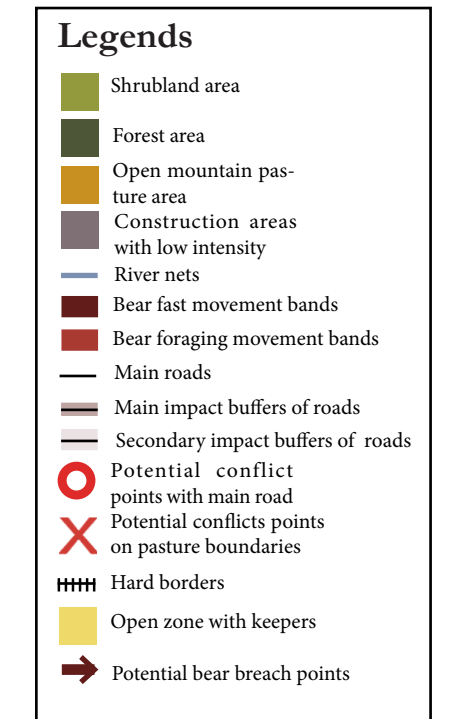 Legends
Shrubland area
Forest area
Open mountain pas-
ture area
Construction areas
with low intensity
River nets
Bear fast movement bands
Bear foraging movement bands
Main roads
Main impact buffers of roads
Secondary impact buffers of roads
Potential conflict
points with main road
Potential conflicts points
on pasture boundaries
Hard borders
Open zone with keepers
Potential bear breach points